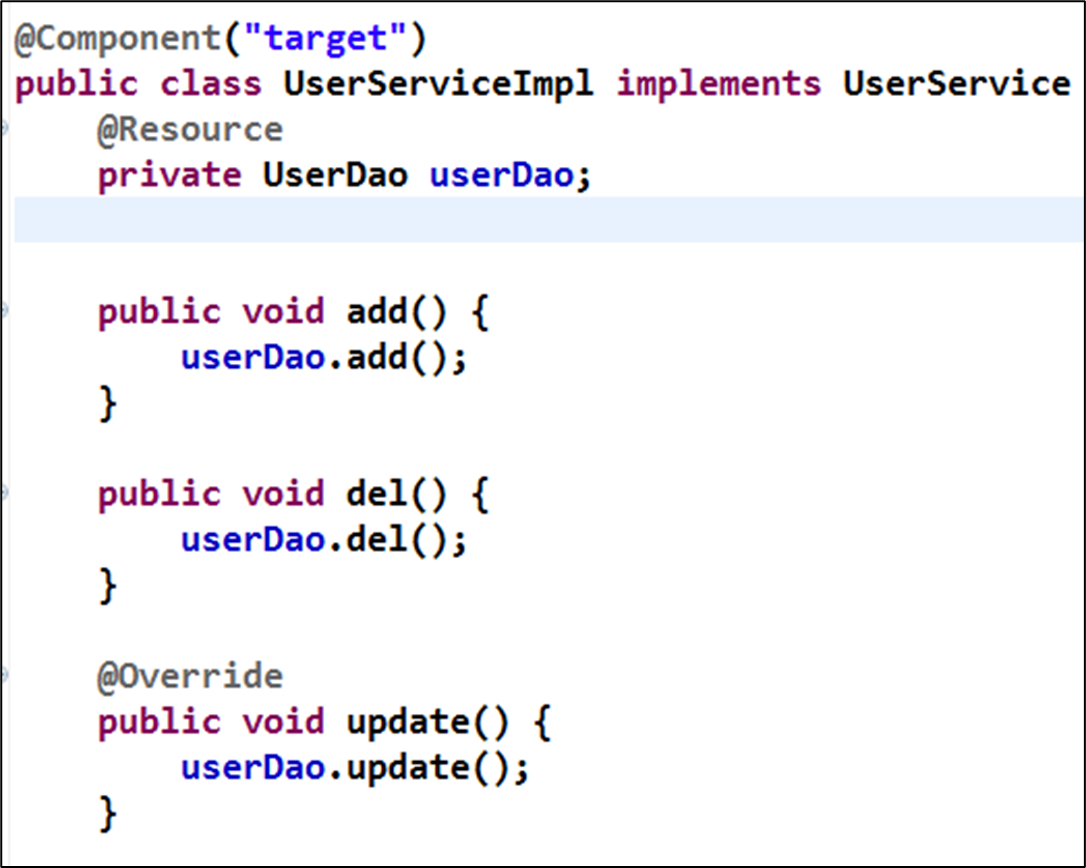 @Component("target")
public class UserServiceImpl implements UserService
@Resource
private UserDao userDao;
public void add() {
userDao.add();
}
public void del() {
userDao.del();
}
@Override
public void update() {
userDao.update();
}